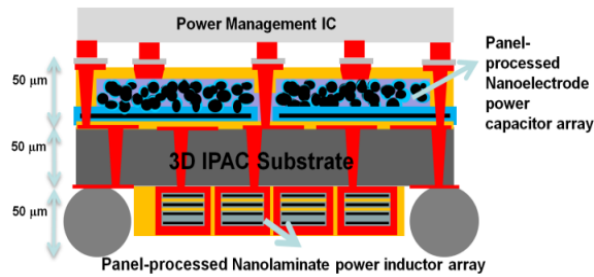 Power Management IC
Panel-
processed
Nanoelectrode
power
capacitor array
50 μm
50 μm
3D IPAC Substrate
50 μm
Panel-processed Nanolaminate power inductor array